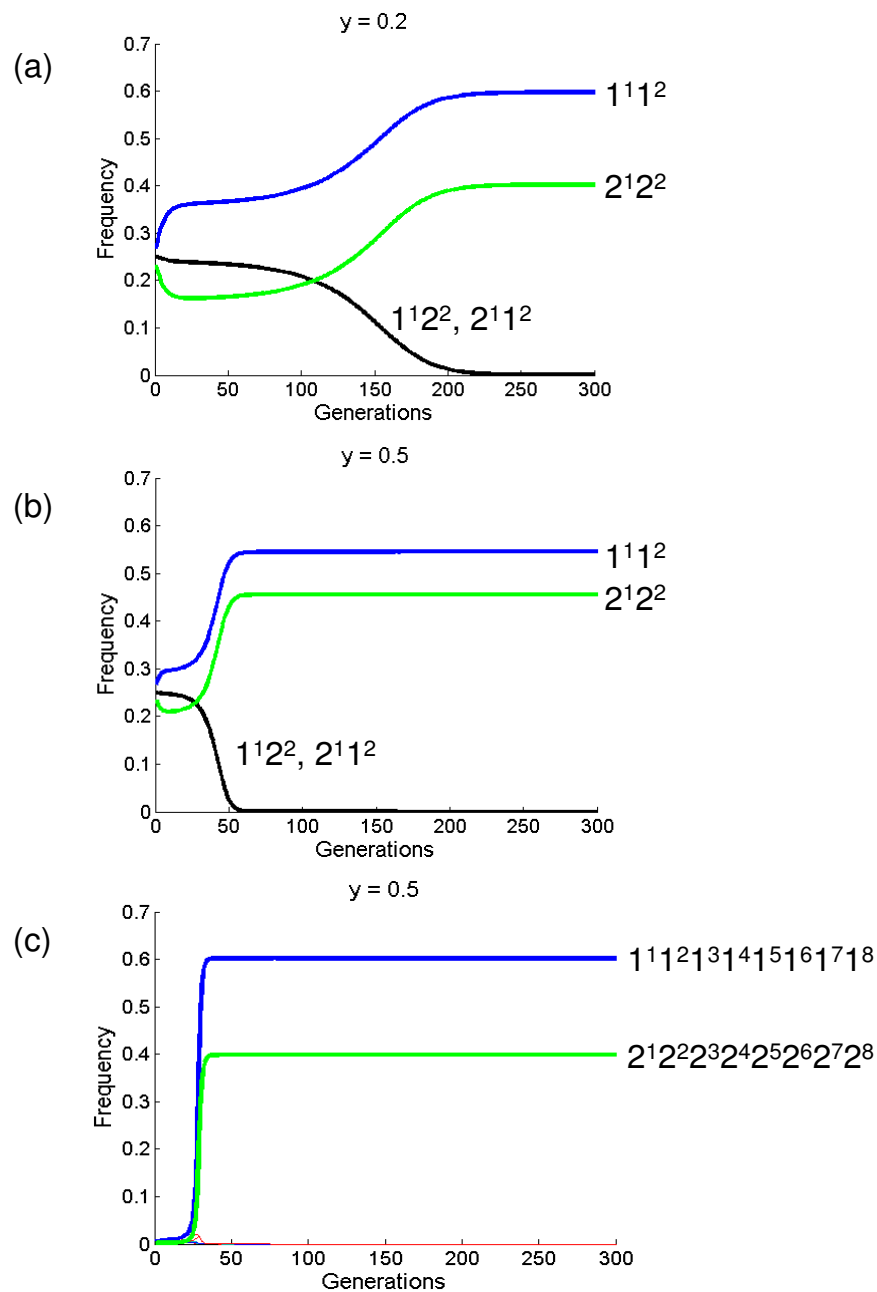 y = 0.2
(a)
0.7
0.6
0.5
0.4
0.3
0.2
0.1
0
Frequency
1¹1²
2¹2²
1¹2², 2¹1²
0 50 100 150 200 250 300
Generations
y = 0.5
(b)
0.7
0.6
0.5
0.4
0.3
0.2
0.1
0
Frequency
1¹1²
2¹2²
1¹2², 2¹1²
0 50 100 150 200 250 300
Generations
y = 0.5
(c)
0.7
0.6
0.5
0.4
0.3
0.2
0.1
0
Frequency
1¹1²1³1⁴1⁵1⁶1⁷1⁸
2¹2²2³2⁴2⁵2⁶2⁷2⁸
0 50 100 150 200 250 300
Generations